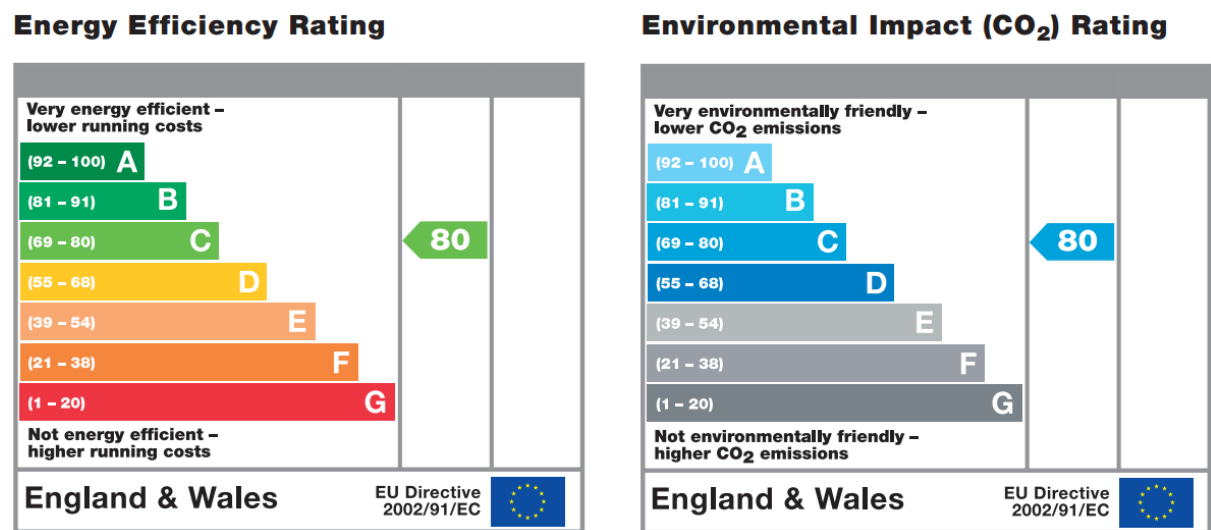 Energy Efficiency Rating
Very energy efficient –
lower running costs
(92 – 100) A
(81 – 91) B
(69 – 80) C
80
(55 – 68) D
(39 – 54) E
(21 – 38) F
(1 – 20) G
Not energy efficient –
higher running costs
England & Wales
EU Directive
2002/91/EC
Environmental Impact (CO₂) Rating
Very environmentally friendly –
lower CO₂ emissions
(92 – 100) A
(81 – 91) B
(69 – 80) C
80
(55 – 68) D
(39 – 54) E
(21 – 38) F
(1 – 20) G
Not environmentally friendly –
higher CO₂ emissions
England & Wales
EU Directive
2002/91/EC